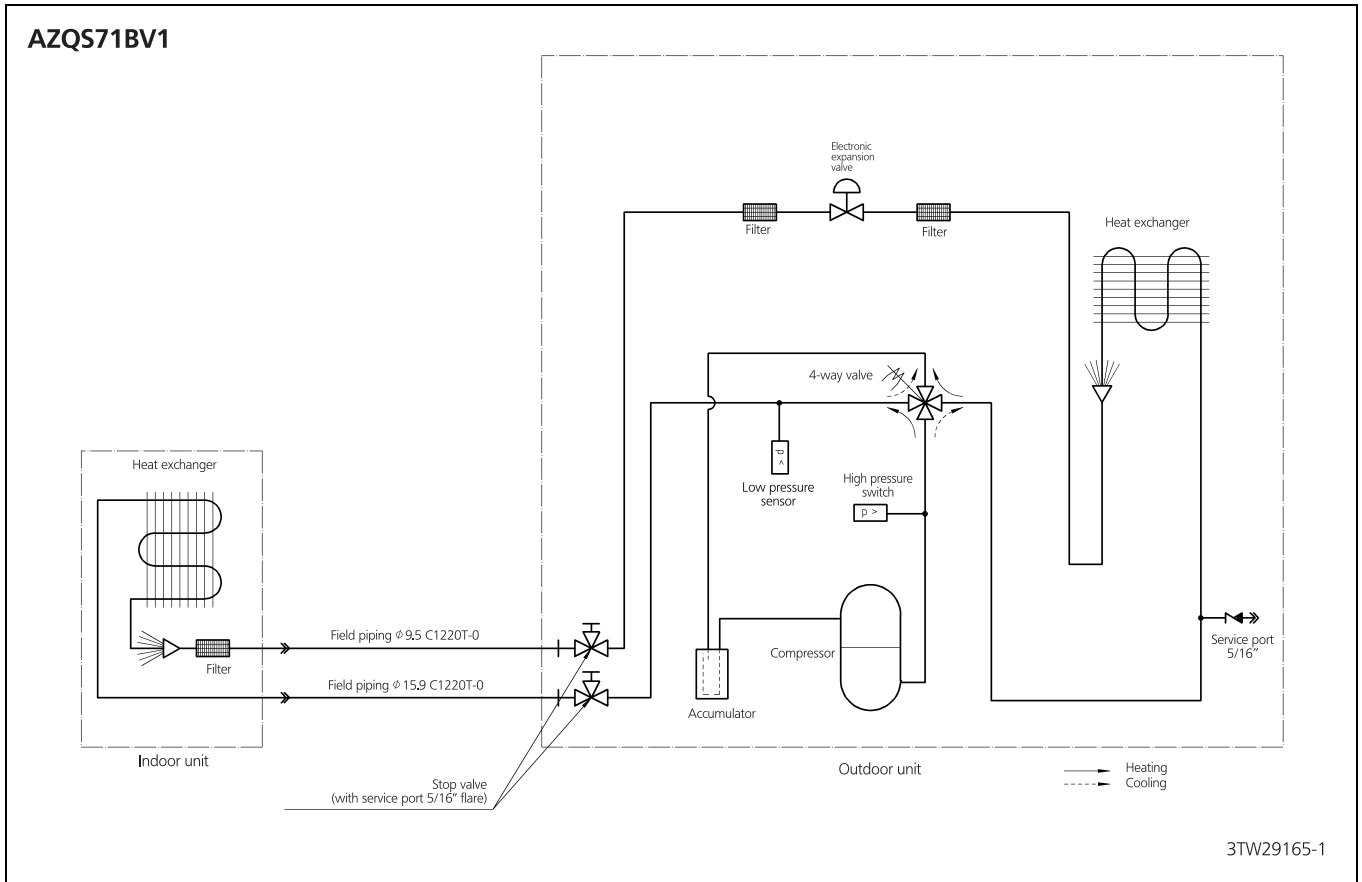 AZQS71BV1
Electronic
expansion
valve
Filter
Filter
Heat exchanger
4-way valve
Heat exchanger
p <
Low pressure
sensor
High pressure
switch
p >
Field piping ϕ 9.5 C1220T-0
Filter
Compressor
Service port
5/16”
Field piping ϕ 15.9 C1220T-0
Accumulator
Indoor unit
Outdoor unit
Heating
Cooling
Stop valve
(with service port 5/16” flare)
3TW29165-1